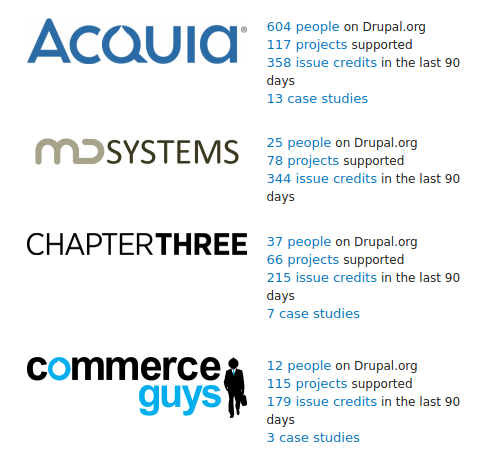 ACQUIA®
604 people on Drupal.org
117 projects supported
358 issue credits in the last 90
days
13 case studies
MD SYSTEMS
25 people on Drupal.org
78 projects supported
344 issue credits in the last 90
days
CHAPTERTHREE
37 people on Drupal.org
66 projects supported
215 issue credits in the last 90
days
7 case studies
commerce
guys
12 people on Drupal.org
115 projects supported
179 issue credits in the last 90
days
3 case studies